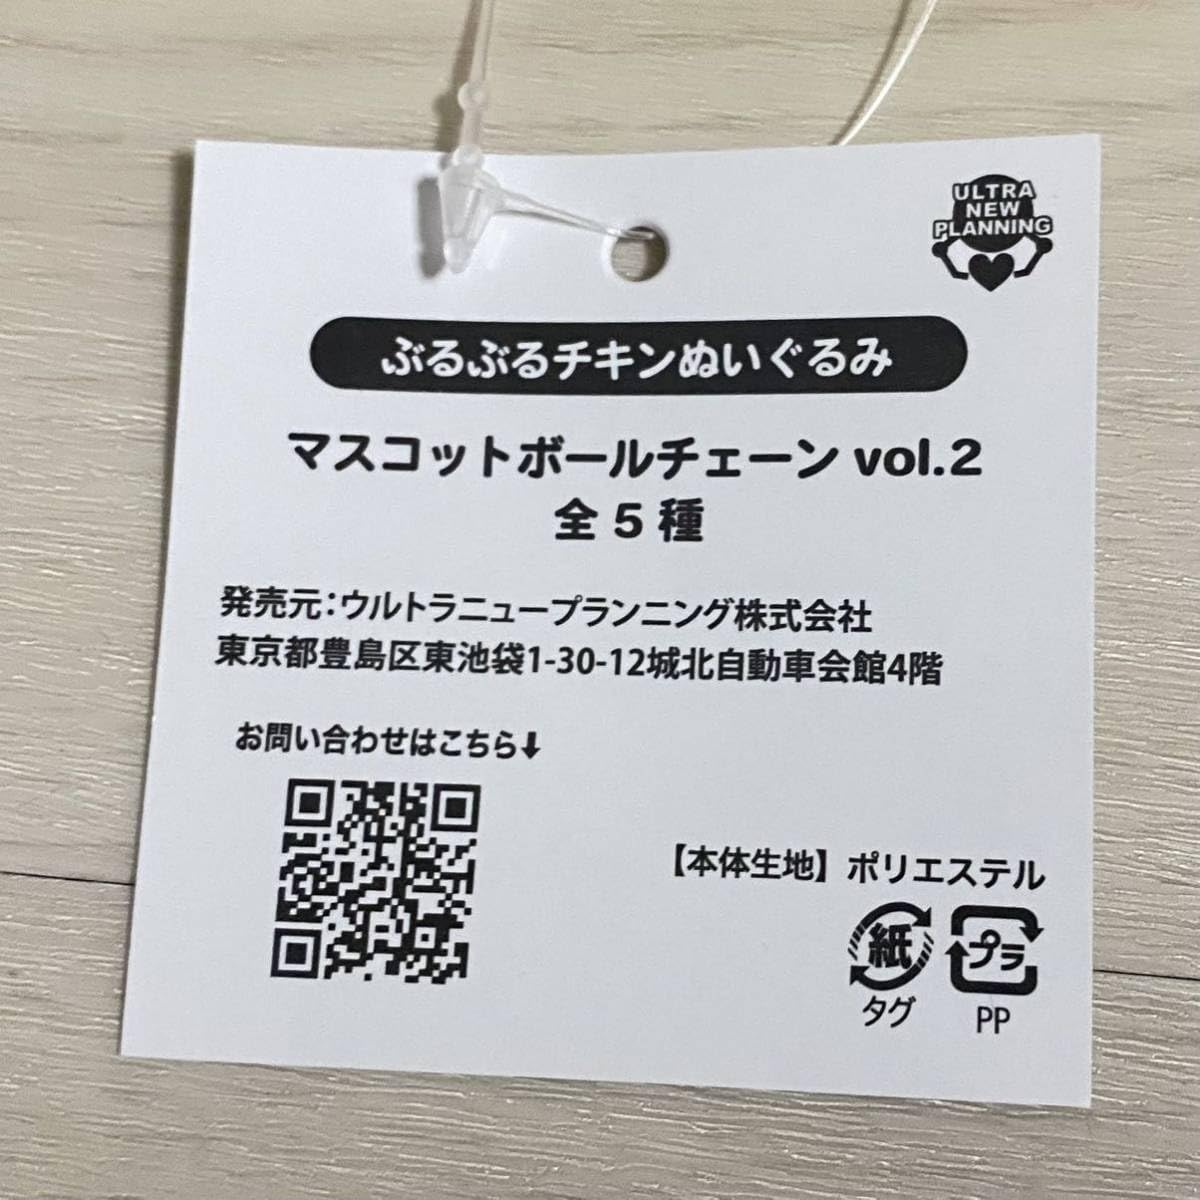 ULTRA
NEW
PLANNING
ぶるぶるチキンぬいぐるみ
マスコットボールチェーン vol.2
全5種
発売元:ウルトラニュープランニング株式会社
東京都豊島区東池袋1-30-12城北自動車会館4階
お問い合わせはこちら⬇
【本体生地】ポリエステル
紙 プラ
タグ PP